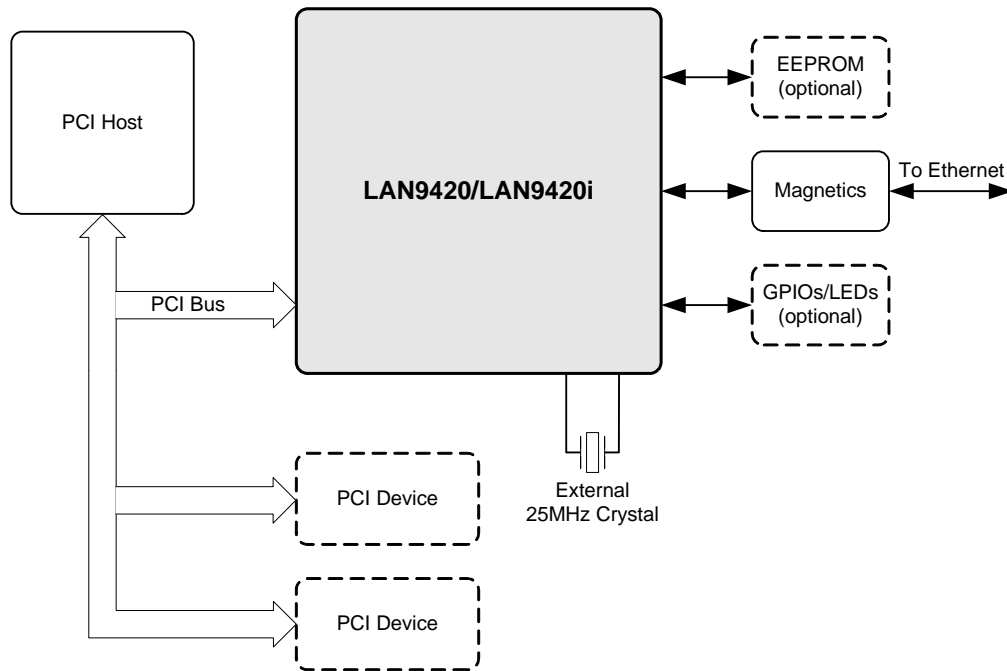 PCI Host
LAN9420/LAN9420i
EEPROM
(optional)
To Ethernet
Magnetics
PCI Bus
GPIOs/LEDs
(optional)
External
25MHz Crystal
PCI Device
PCI Device